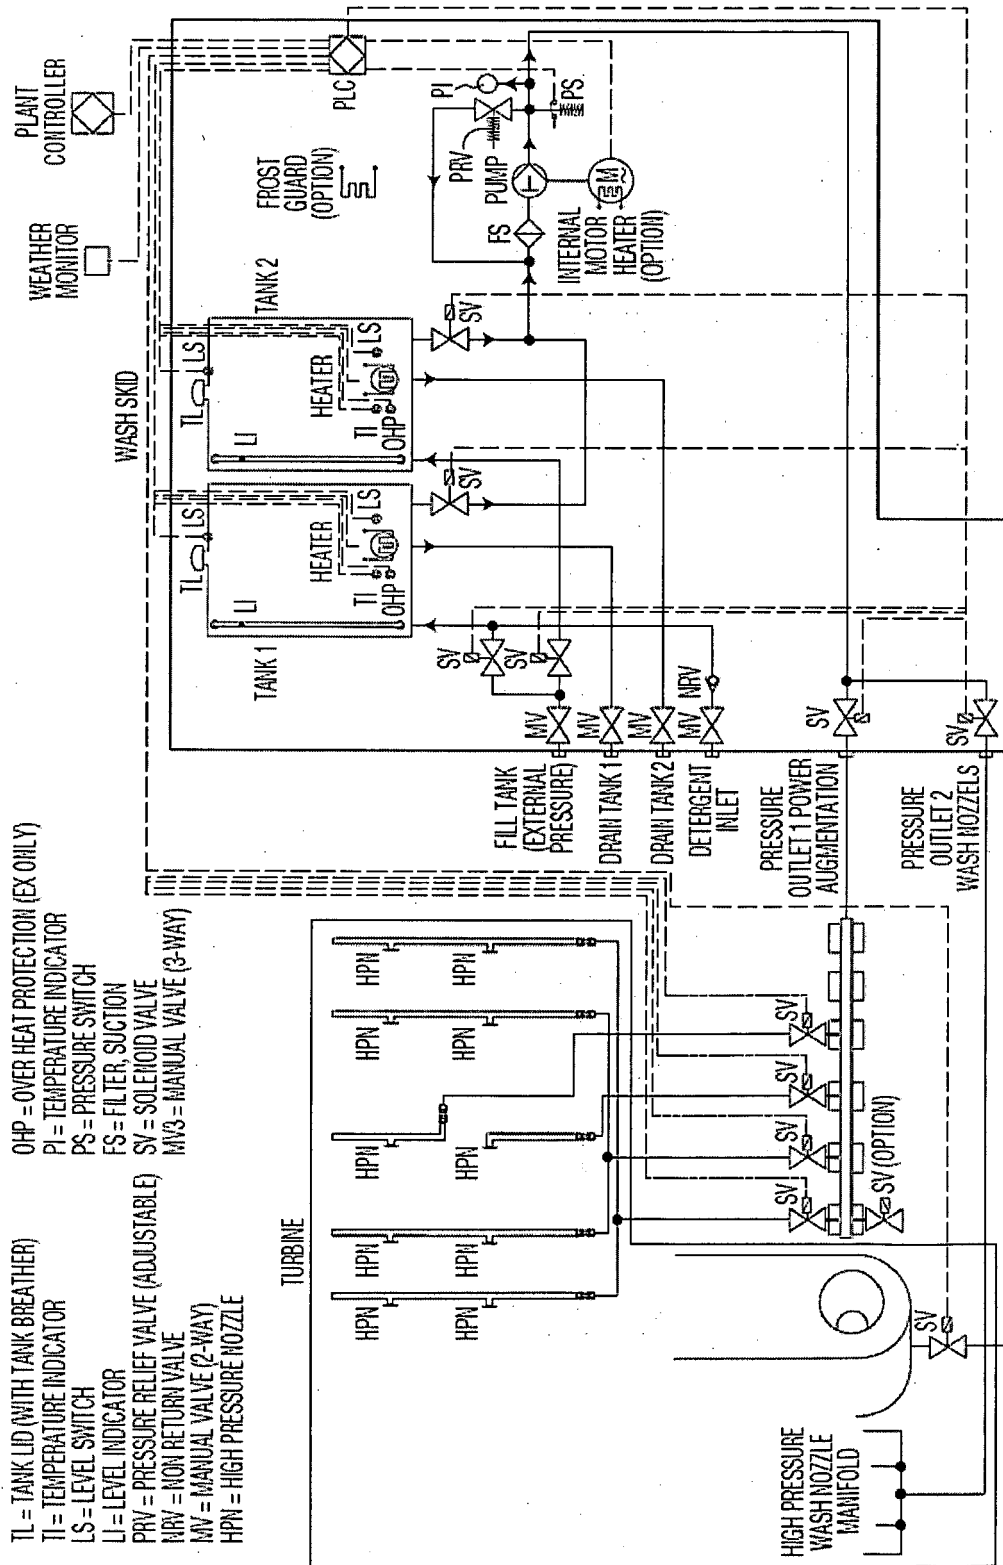 TL = TANK LID (WITH TANK BREATHER)
TI = TEMPERATURE INDICATOR
LS = LEVEL SWITCH
LI = LEVEL INDICATOR
PRV = PRESSURE RELIEF VALVE (ADJUSTABLE)
NRV = NON RETURN VALVE
MV = MANUAL VALVE (2-WAY)
HPN = HIGH PRESSURE NOZZLE
OHP = OVER HEAT PROTECTION (EX ONLY)
PI = TEMPERATURE INDICATOR
PS = PRESSURE SWITCH
FS = FILTER, SUCTION
SV = SOLENOID VALVE
MV3 = MANUAL VALVE (3-WAY)
WEATHER
MONITOR
PLANT
CONTROLLER
WASH SKID
PLC
TANK 1
TL
LS
LI
HEATER
LS
TI
OHP
TANK 2
TL
LS
LI
HEATER
LS
TI
OHP
FROST
GUARD
(OPTION)
PI
PRV
PS
PUMP
FS
M
INTERNAL
MOTOR
HEATER
(OPTION)
SV
SV
SV
SV
NRV
MV
MV
MV
MV
SV
SV
FILL TANK
(EXTERNAL
PRESSURE)
DRAIN TANK 1
DRAIN TANK 2
DETERGENT
INLET
PRESSURE
OUTLET 1 POWER
AUGMENTATION
PRESSURE
OUTLET 2
WASH NOZZELS
TURBINE
HPN
HPN
HPN
HPN
HPN
HPN
HPN
HPN
HPN
HPN
SV
SV
SV
SV
SV (OPTION)
SV
HIGH PRESSURE
WASH NOZZLE
MANIFOLD